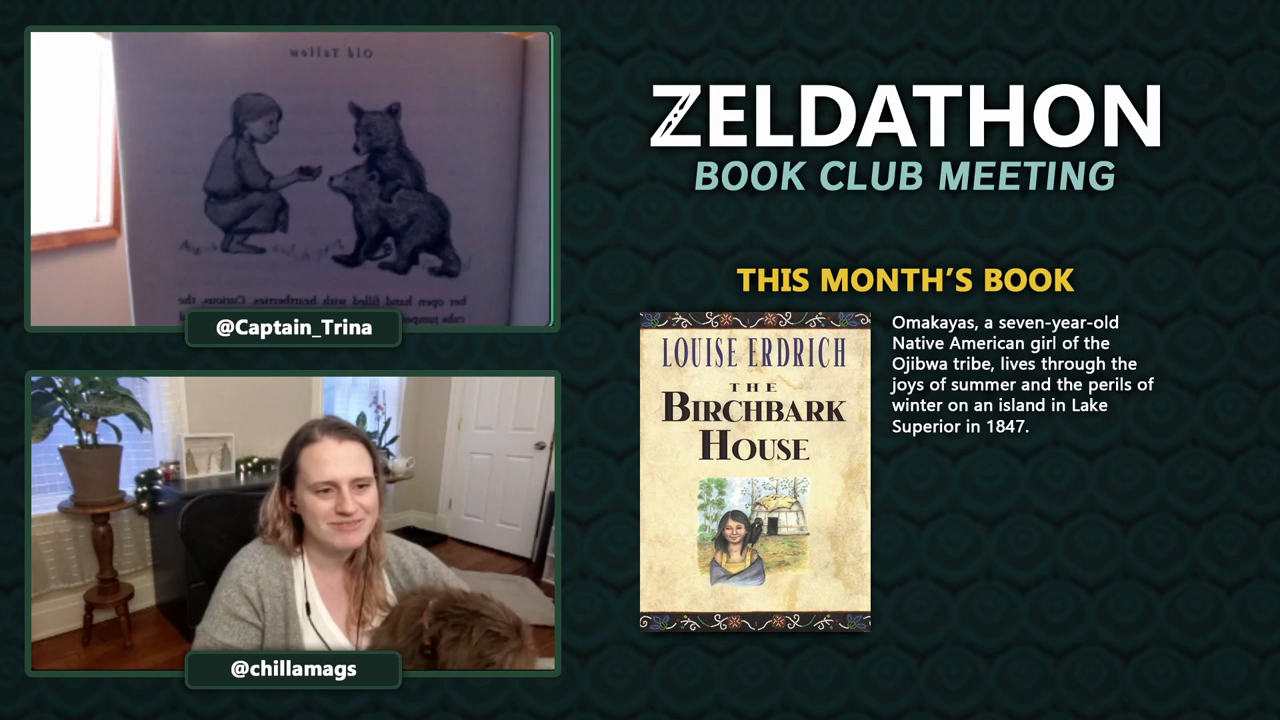 Old Tallow
her open hand filled with heartberries. Curious, the
cubs
@Captain_Trina
@chillamags
ZELDATHON
BOOK CLUB MEETING
THIS MONTH'S BOOK
LOUISE ERDRICH
THE
BIRCHBARK
HOUSE
Omakayas, a seven-year-old
Native American girl of the
Ojibwa tribe, lives through the
joys of summer and the perils of
winter on an island in Lake
Superior in 1847.